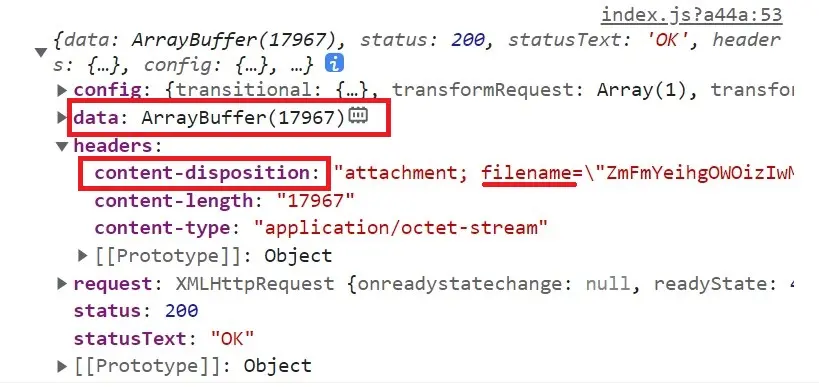 index.js?a44a:53
{data: ArrayBuffer(17967), status: 200, statusText: 'OK', header
s: {…}, config: {…}, …}
config: {transitional: {…}, transformRequest: Array(1), transfor
data: ArrayBuffer(17967)
headers:
content-disposition: "attachment; filename=\"ZmFmYeihgOWOizIwM
content-length: "17967"
content-type: "application/octet-stream"
[[Prototype]]: Object
request: XMLHttpRequest {onreadystatechange: null, readyState: 4
status: 200
statusText: "OK"
[[Prototype]]: Object